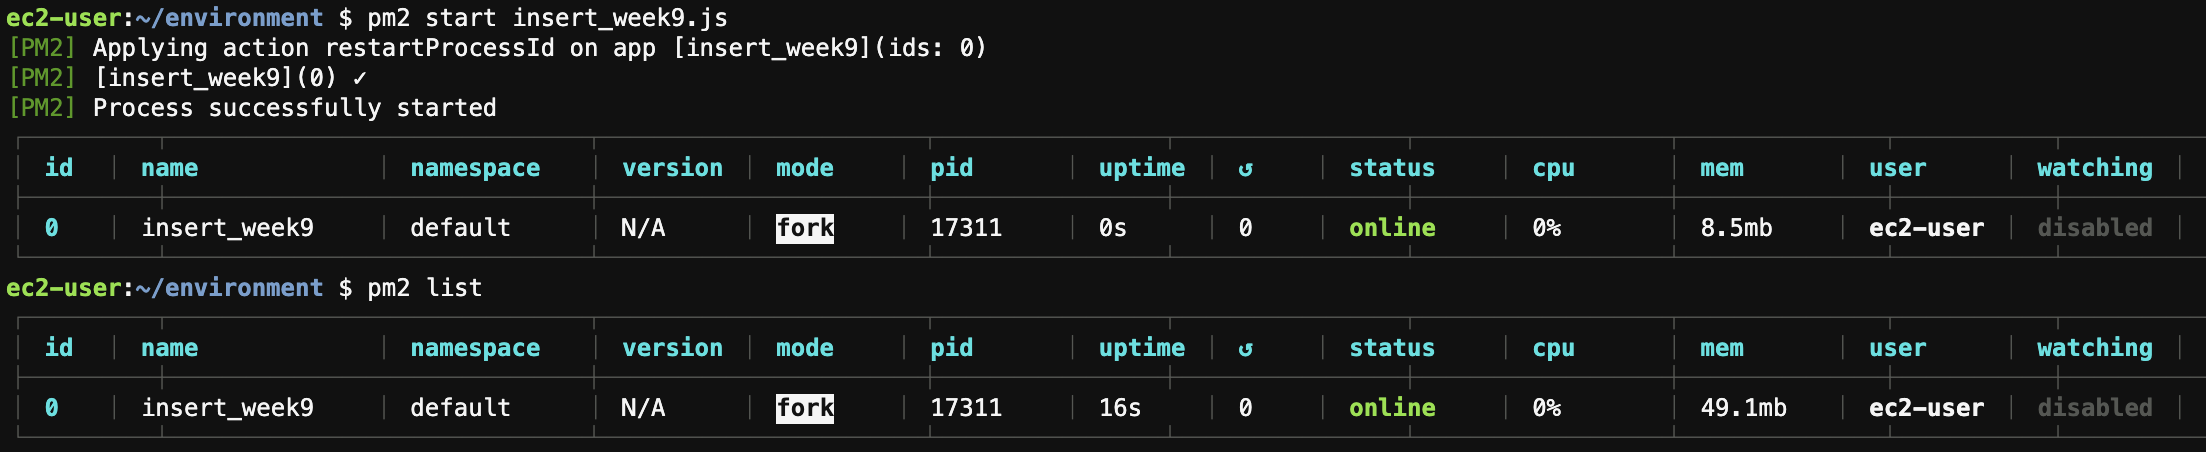 ec2-user:~/environment $ pm2 start insert_week9.js
[PM2] Applying action restartProcessId on app [insert_week9](ids: 0)
[PM2] [insert_week9](0) ✓
[PM2] Process successfully started
id name namespace version mode pid uptime ↺ status cpu mem user watching
0 insert_week9 default N/A fork 17311 0s 0 online 0% 8.5mb ec2-user disabled
ec2-user:~/environment $ pm2 list
id name namespace version mode pid uptime ↺ status cpu mem user watching
0 insert_week9 default N/A fork 17311 16s 0 online 0% 49.1mb ec2-user disabled